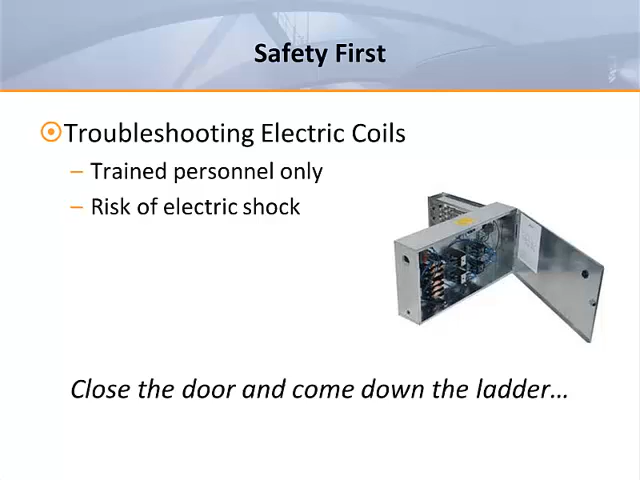 Safety First
Troubleshooting Electric Coils
– Trained personnel only
– Risk of electric shock
Close the door and come down the ladder…